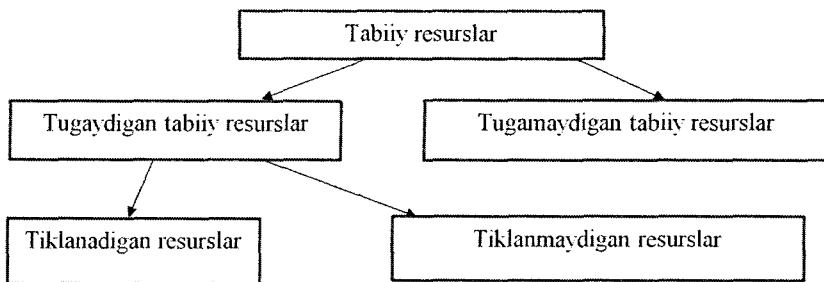 Tabiiy resurslar
Tugaydigan tabiiy resurslar
Tugamaydigan tabiiy resurslar
Tiklanadigan resurslar
Tiklanmaydigan resurslar